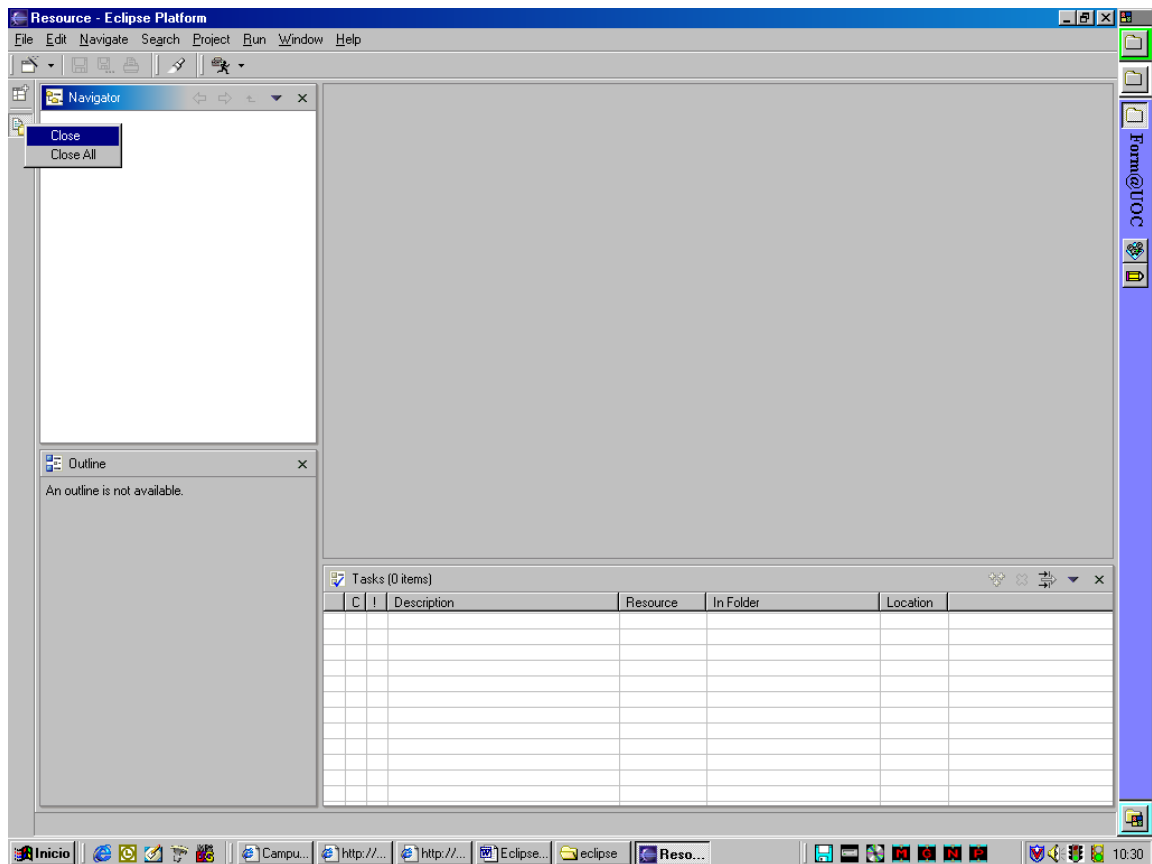 Resource - Eclipse Platform
File Edit Navigate Search Project Run Window Help
Navigator
Close
Close All
Form@UOC
Outline
An outline is not available.
Tasks (0 items)
C ! Description Resource In Folder Location
Inicio Campu... http://... http://... Eclipse... eclipse Reso... M G N P 10:30